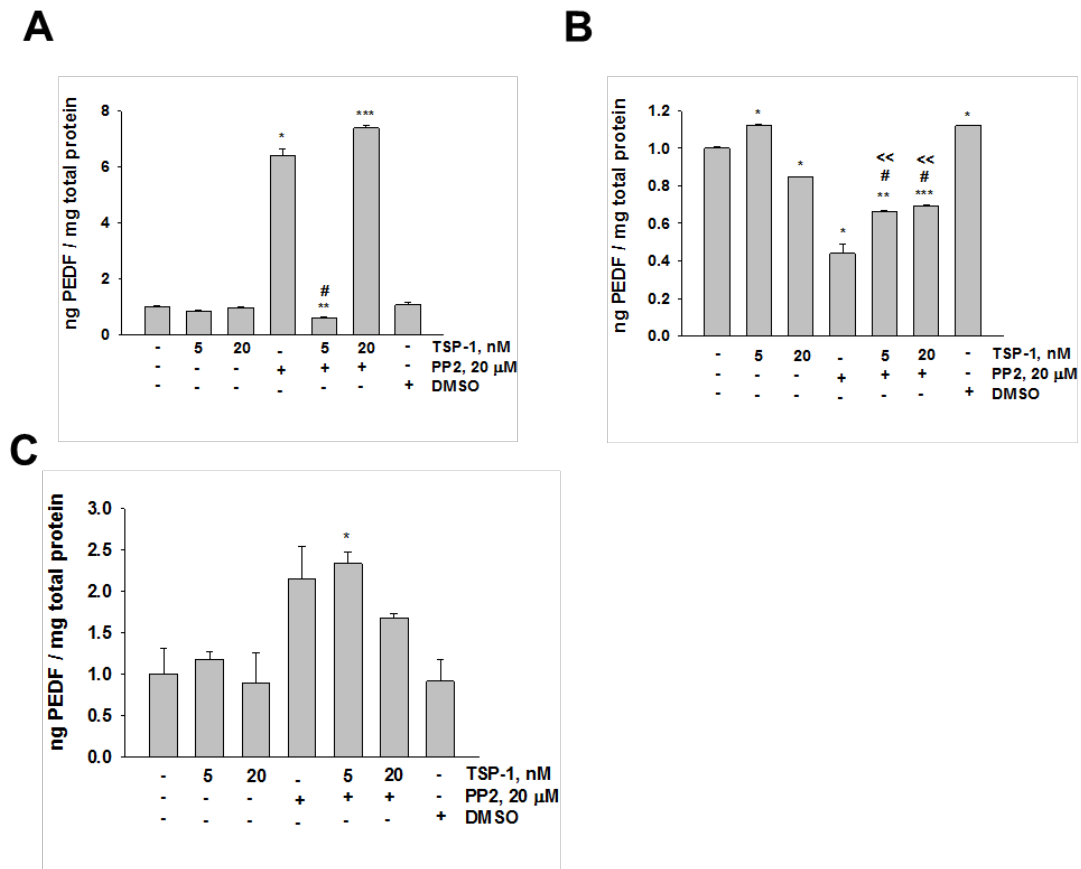 A
ng PEDF / mg total protein
8
6
4
2
0
*
#
**
***
- 5 20 - 5 20 - TSP-1, nM
- - - + + + - PP2, 20 µM
- - - - - - + DMSO
B
ng PEDF / mg total protein
1.2
1.0
0.8
0.6
0.4
0.2
0.0
*
*
*
<< <<
# #
** ***
*
- 5 20 - 5 20 - TSP-1, nM
- - - + + + - PP2, 20 µM
- - - - - - + DMSO
C
ng PEDF / mg total protein
3.0
2.5
2.0
1.5
1.0
0.5
0.0
*
- 5 20 - 5 20 - TSP-1, nM
- - - + + + - PP2, 20 µM
- - - - - - + DMSO